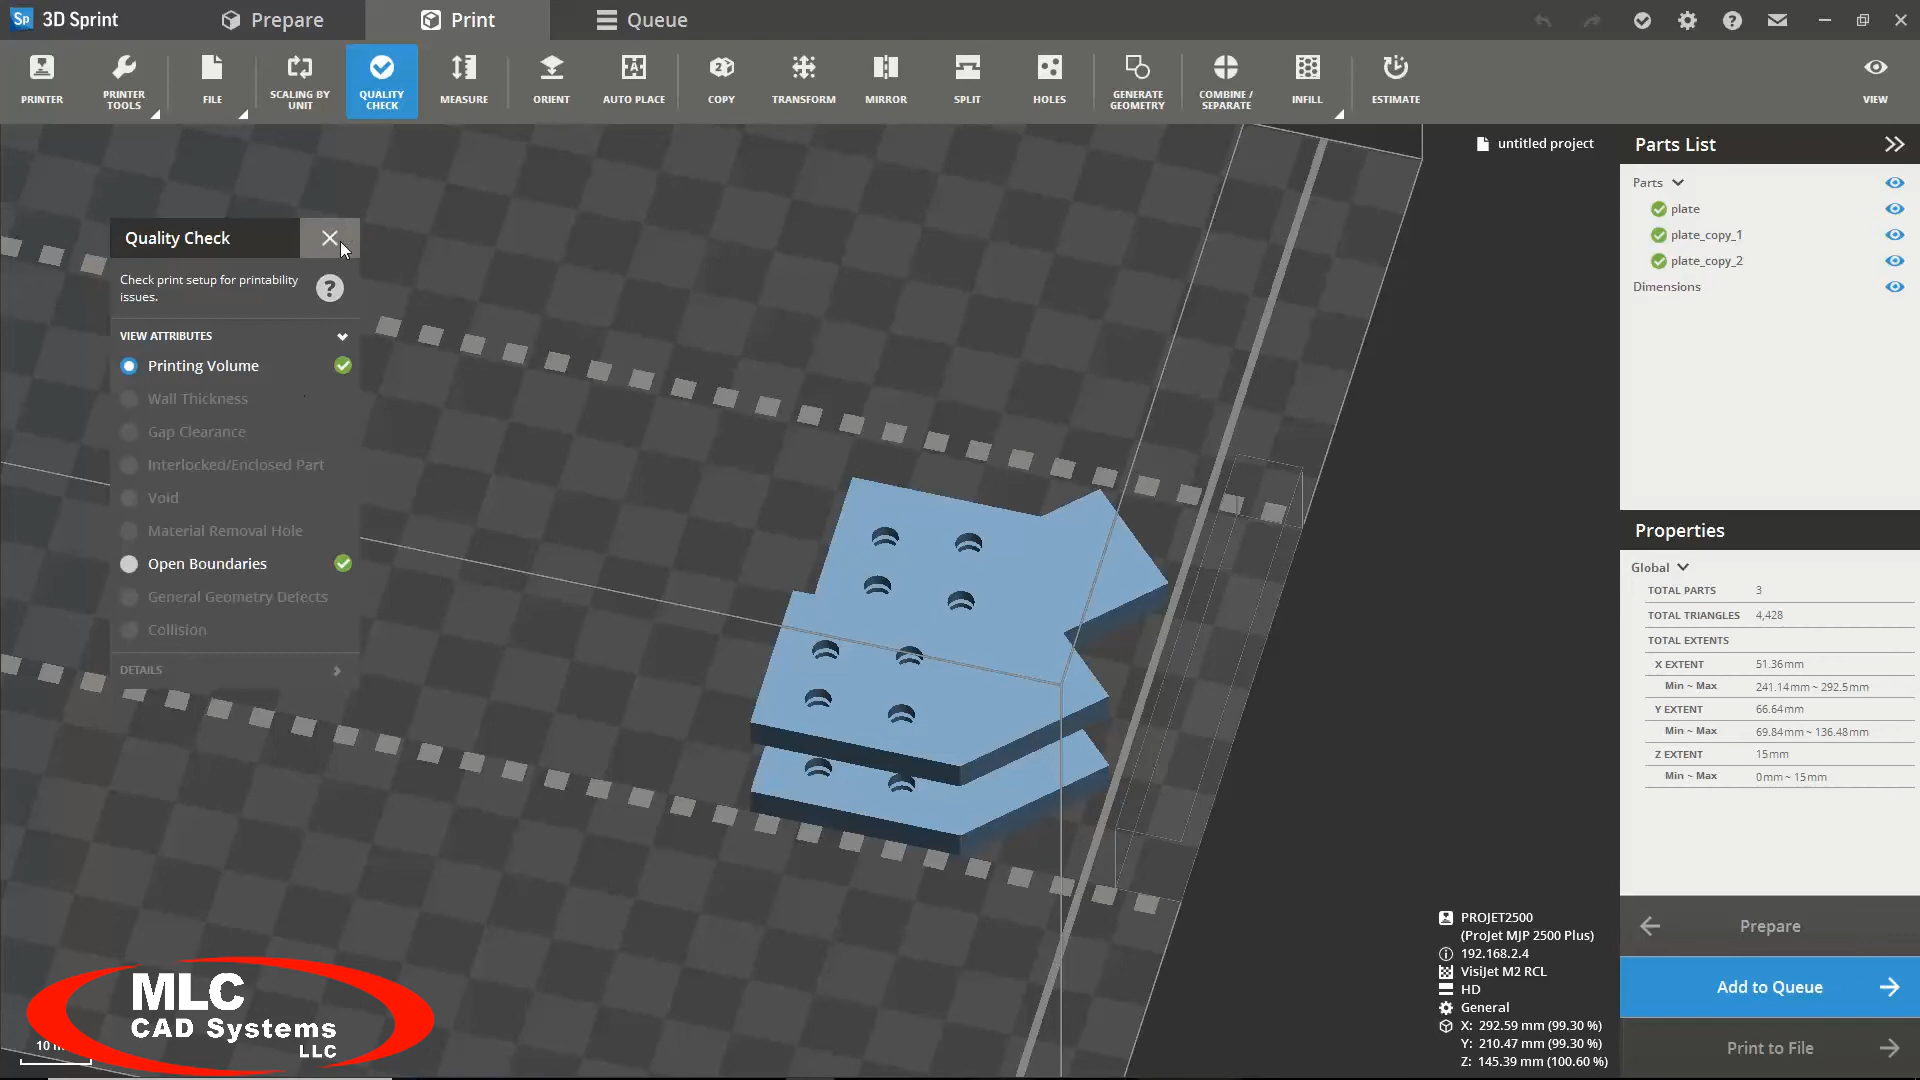 Sp 3D Sprint
Prepare
Print
Queue
PRINTER
PRINTER
TOOLS
FILE
SCALING BY
UNIT
QUALITY
CHECK
MEASURE
ORIENT
AUTO PLACE
COPY
TRANSFORM
MIRROR
SPLIT
HOLES
GENERATE
GEOMETRY
COMBINE /
SEPARATE
INFILL
ESTIMATE
VIEW
untitled project
Quality Check
Check print setup for printability
issues.
VIEW ATTRIBUTES
Printing Volume
Wall Thickness
Gap Clearance
Interlocked/Enclosed Part
Void
Material Removal Hole
Open Boundaries
General Geometry Defects
Collision
DETAILS
Parts List
Parts
plate
plate_copy_1
plate_copy_2
Dimensions
Properties
Global
TOTAL PARTS 3
TOTAL TRIANGLES 4,428
TOTAL EXTENTS
X EXTENT 51.36mm
Min ~ Max 241.14mm ~ 292.5mm
Y EXTENT 66.64mm
Min ~ Max 69.84mm ~ 136.48mm
Z EXTENT 15mm
Min ~ Max 0mm ~ 15mm
PROJET2500
(ProJet MJP 2500 Plus)
192.168.2.4
VisiJet M2 RCL
HD
General
X: 292.59 mm (99.30 %)
Y: 210.47 mm (99.30 %)
Z: 145.39 mm (100.60 %)
Prepare
Add to Queue
Print to File
MLC
CAD Systems
LLC
10